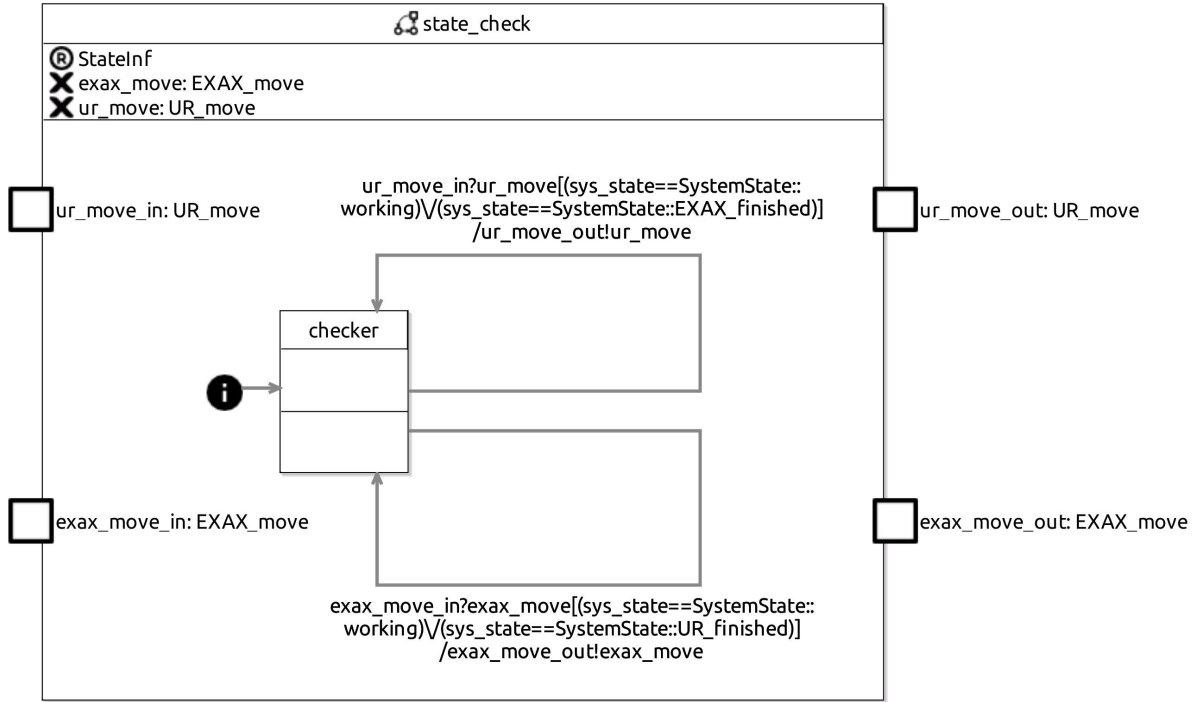 state_check
R StateInf
exax_move: EXAX_move
ur_move: UR_move
ur_move_in?ur_move[(sys_state==SystemState::
working)\/(sys_state==SystemState::EXAX_finished)]
/ur_move_out!ur_move
ur_move_in: UR_move
ur_move_out: UR_move
checker
i
exax_move_in: EXAX_move
exax_move_out: EXAX_move
exax_move_in?exax_move[(sys_state==SystemState::
working)\/(sys_state==SystemState::UR_finished)]
/exax_move_out!exax_move